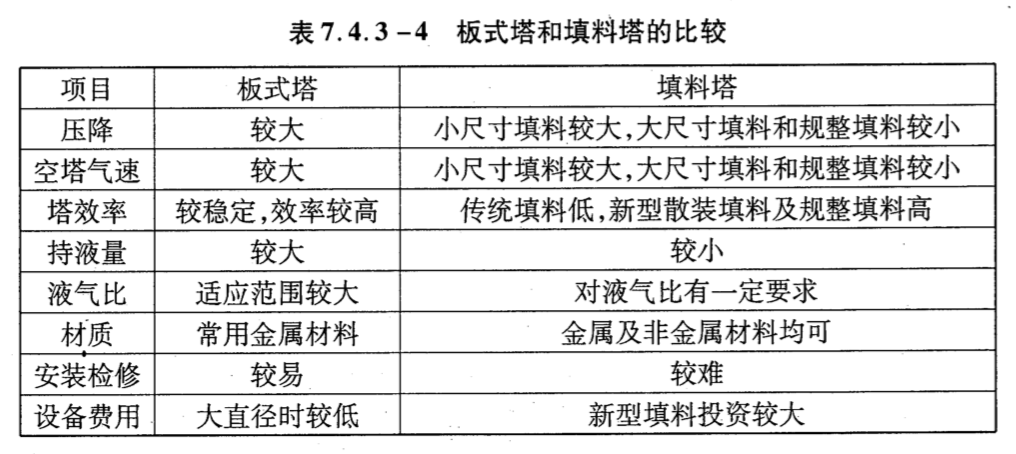 表7.4.3-4 板式塔和填料塔的比较
项目 板式塔 填料塔
压降 较大 小尺寸填料较大,大尺寸填料和规整填料较小
空塔气速 较大 小尺寸填料较大,大尺寸填料和规整填料较小
塔效率 较稳定,效率较高 传统填料低,新型散装填料及规整填料高
持液量 较大 较小
液气比 适应范围较大 对液气比有一定要求
材质 常用金属材料 金属及非金属材料均可
安装检修 较易 较难
设备费用 大直径时较低 新型填料投资较大